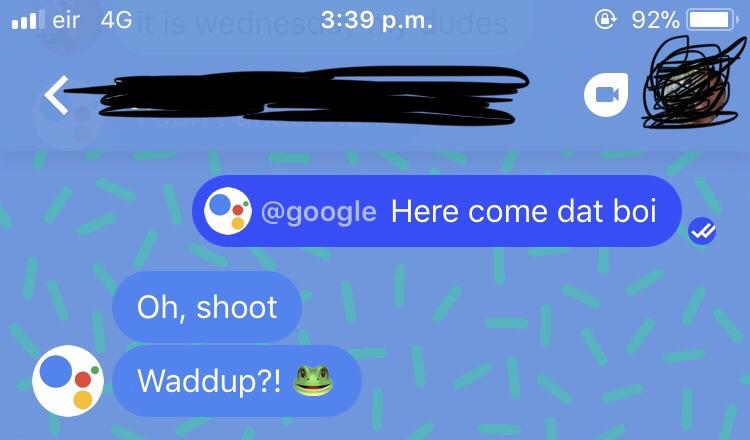 eir 4G 3:39 p.m. 92%
it is wednesday my dudes
@google Here come dat boi
Oh, shoot
Waddup?! 🐸